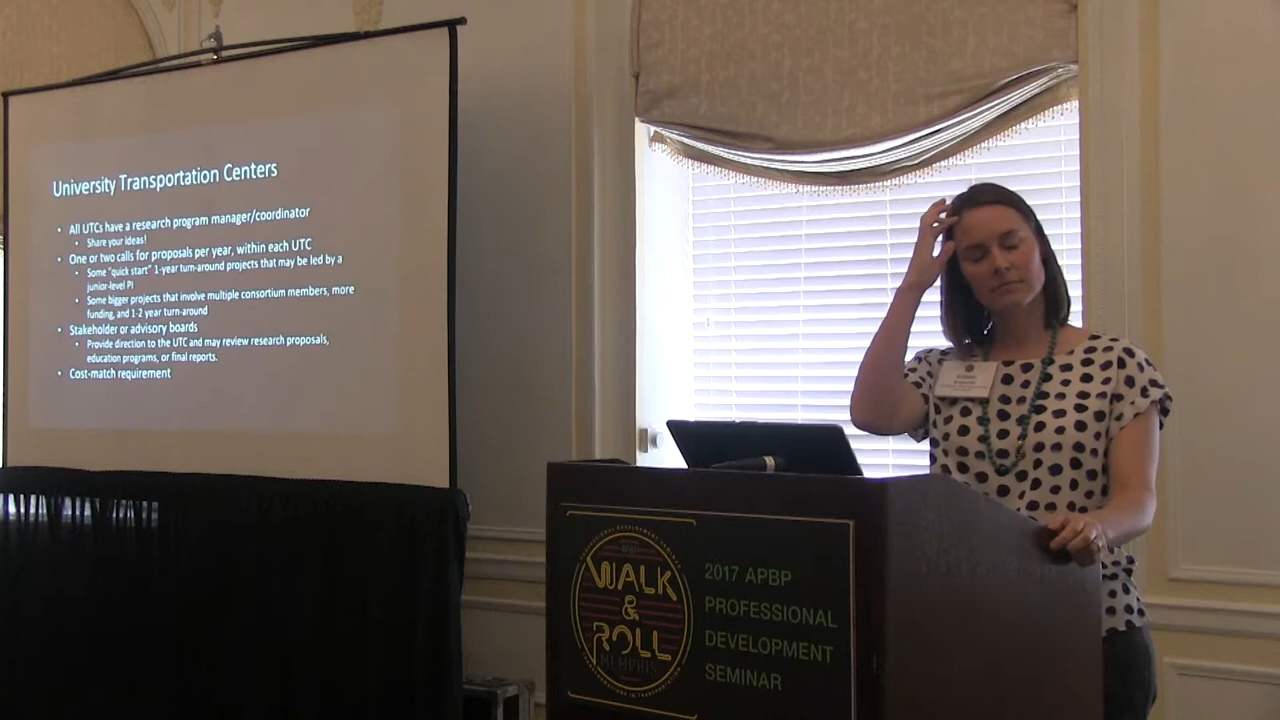 University Transportation Centers
• All UTCs have a research program manager/coordinator
• Share your ideas!
• One or two calls for proposals per year, within each UTC
• Some "quick start" 1-year turn-around projects that may be led by a
junior-level PI
• Some bigger projects that involve multiple consortium members, more
funding, and 1-2 year turn-around
• Stakeholder or advisory boards
• Provide direction to the UTC and may review research proposals,
education programs, or final reports.
• Cost-match requirement
WALK
&
ROLL
MEMPHIS
2017 APBP
PROFESSIONAL
DEVELOPMENT
SEMINAR